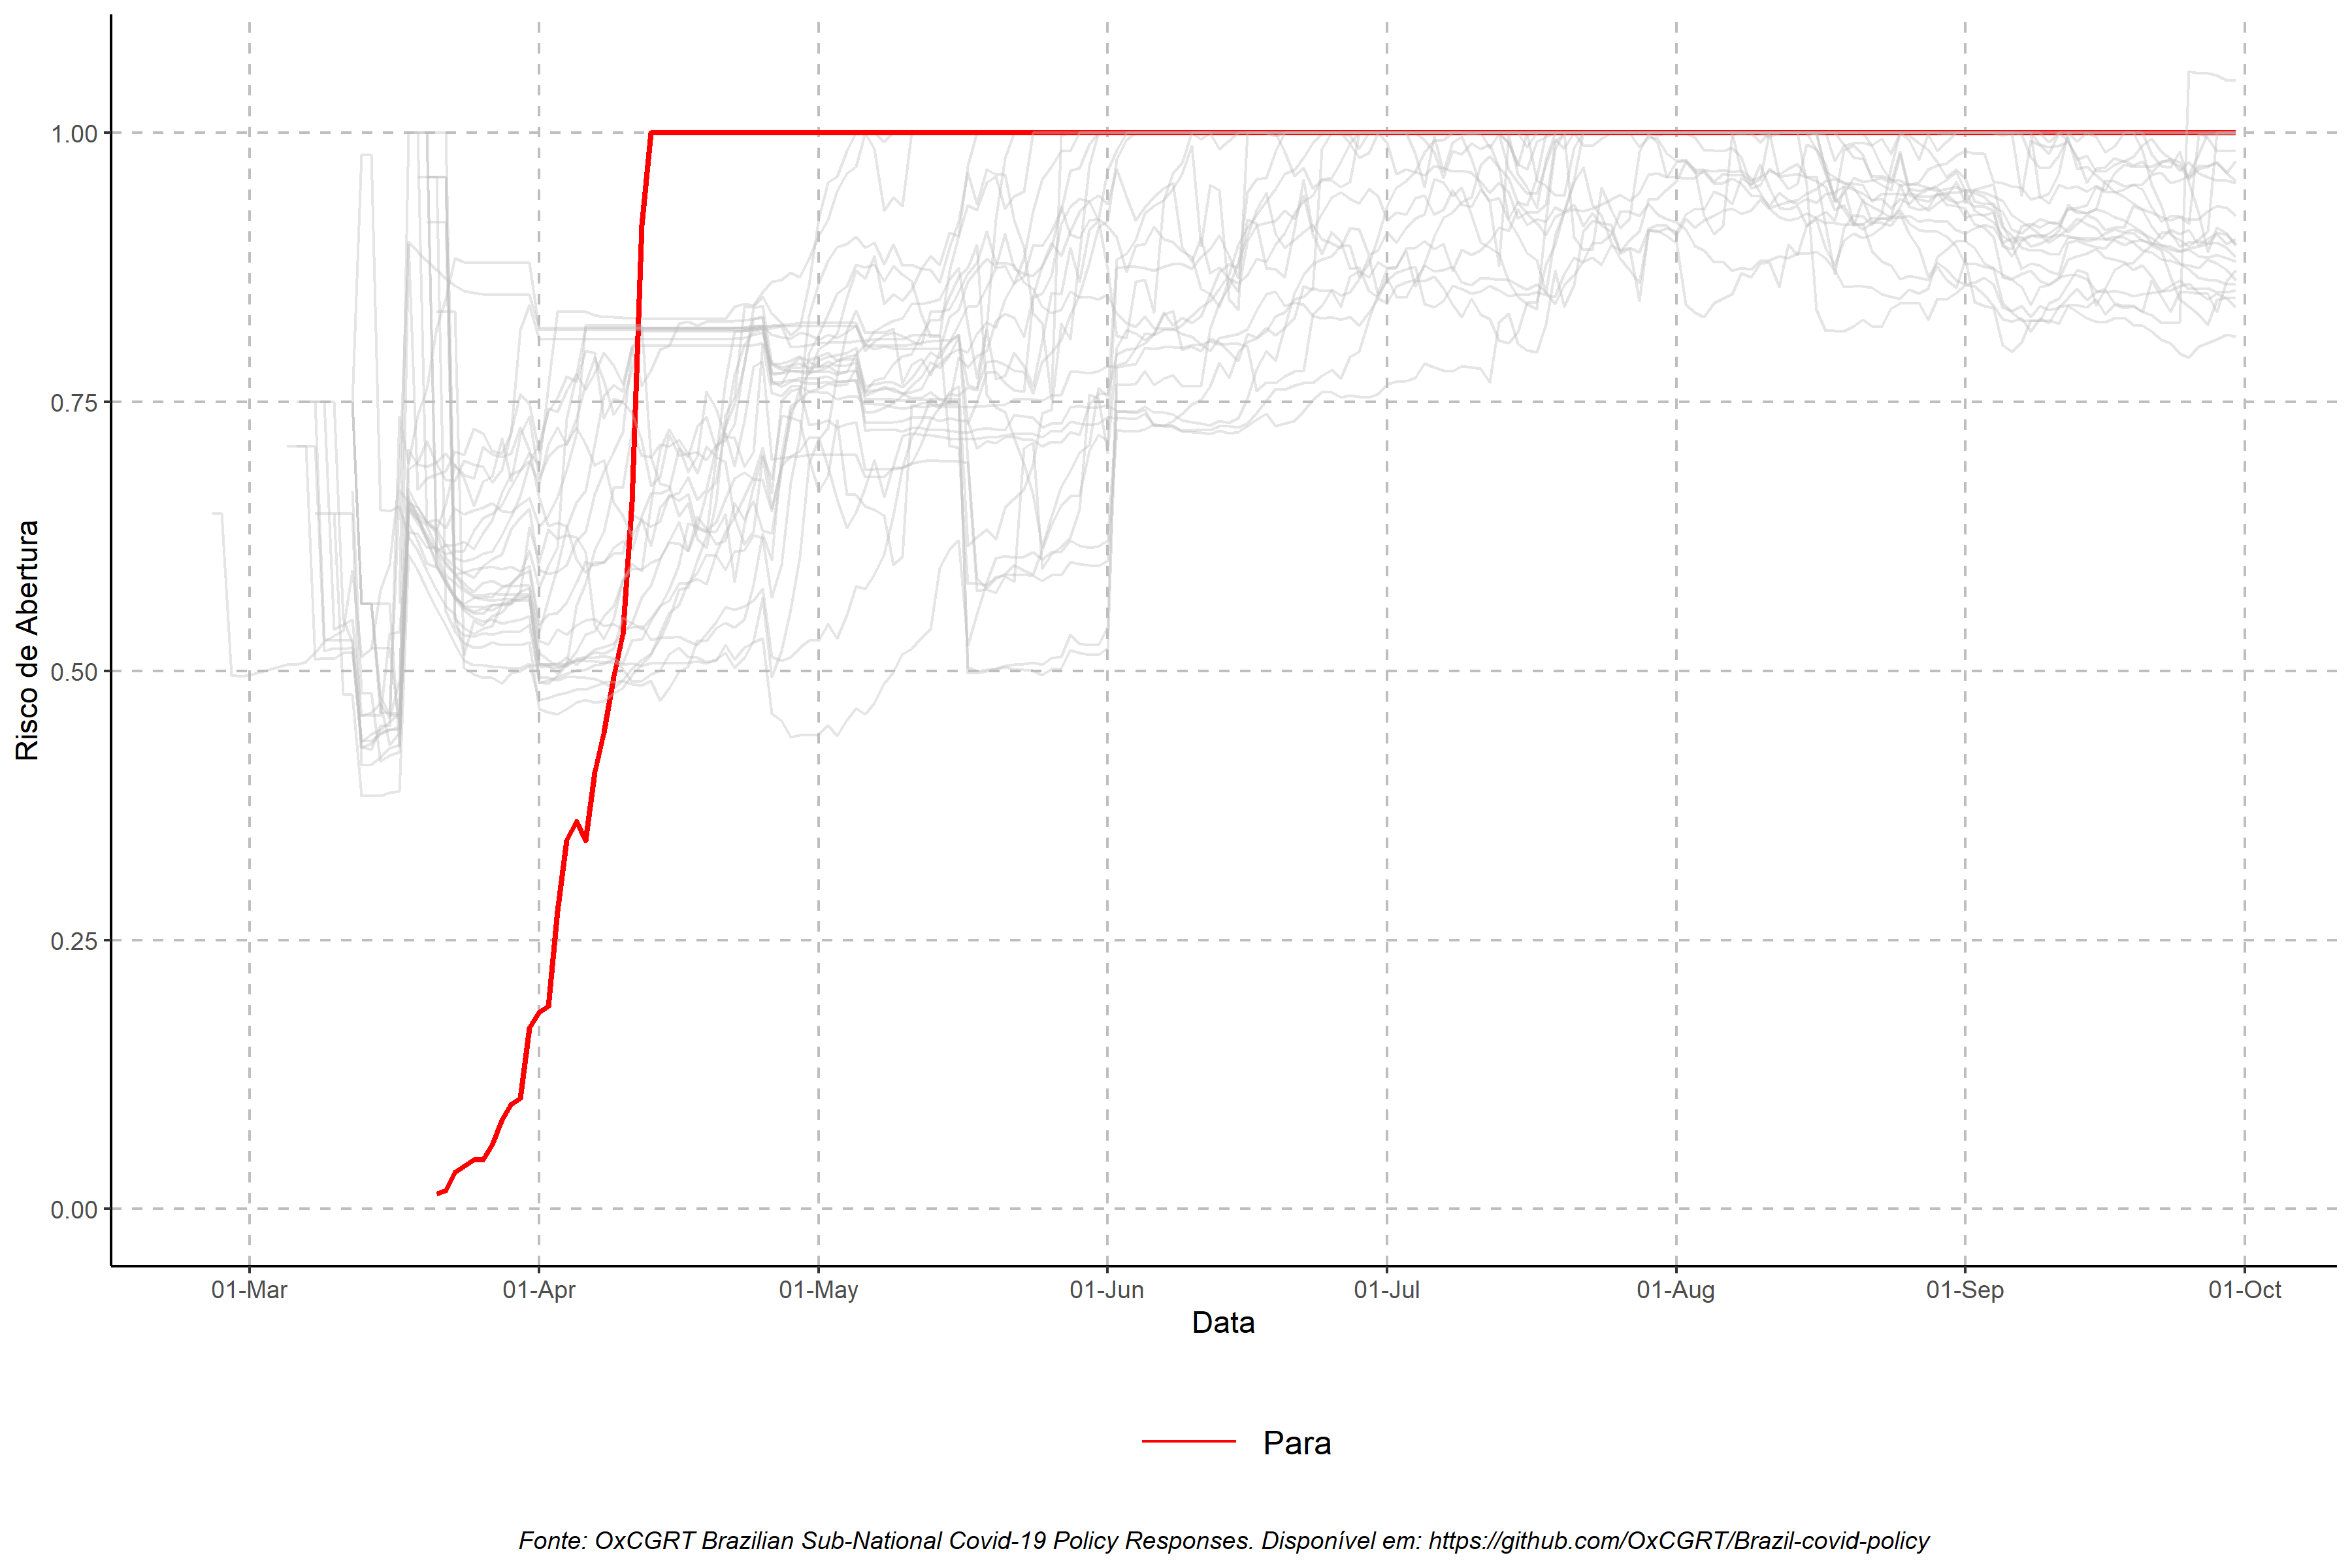 Risco de Abertura
1.00
0.75
0.50
0.25
0.00
01-Mar 01-Apr 01-May 01-Jun 01-Jul 01-Aug 01-Sep 01-Oct
Data
Para
Fonte: OxCGRT Brazilian Sub-National Covid-19 Policy Responses. Disponível em: https://github.com/OxCGRT/Brazil-covid-policy